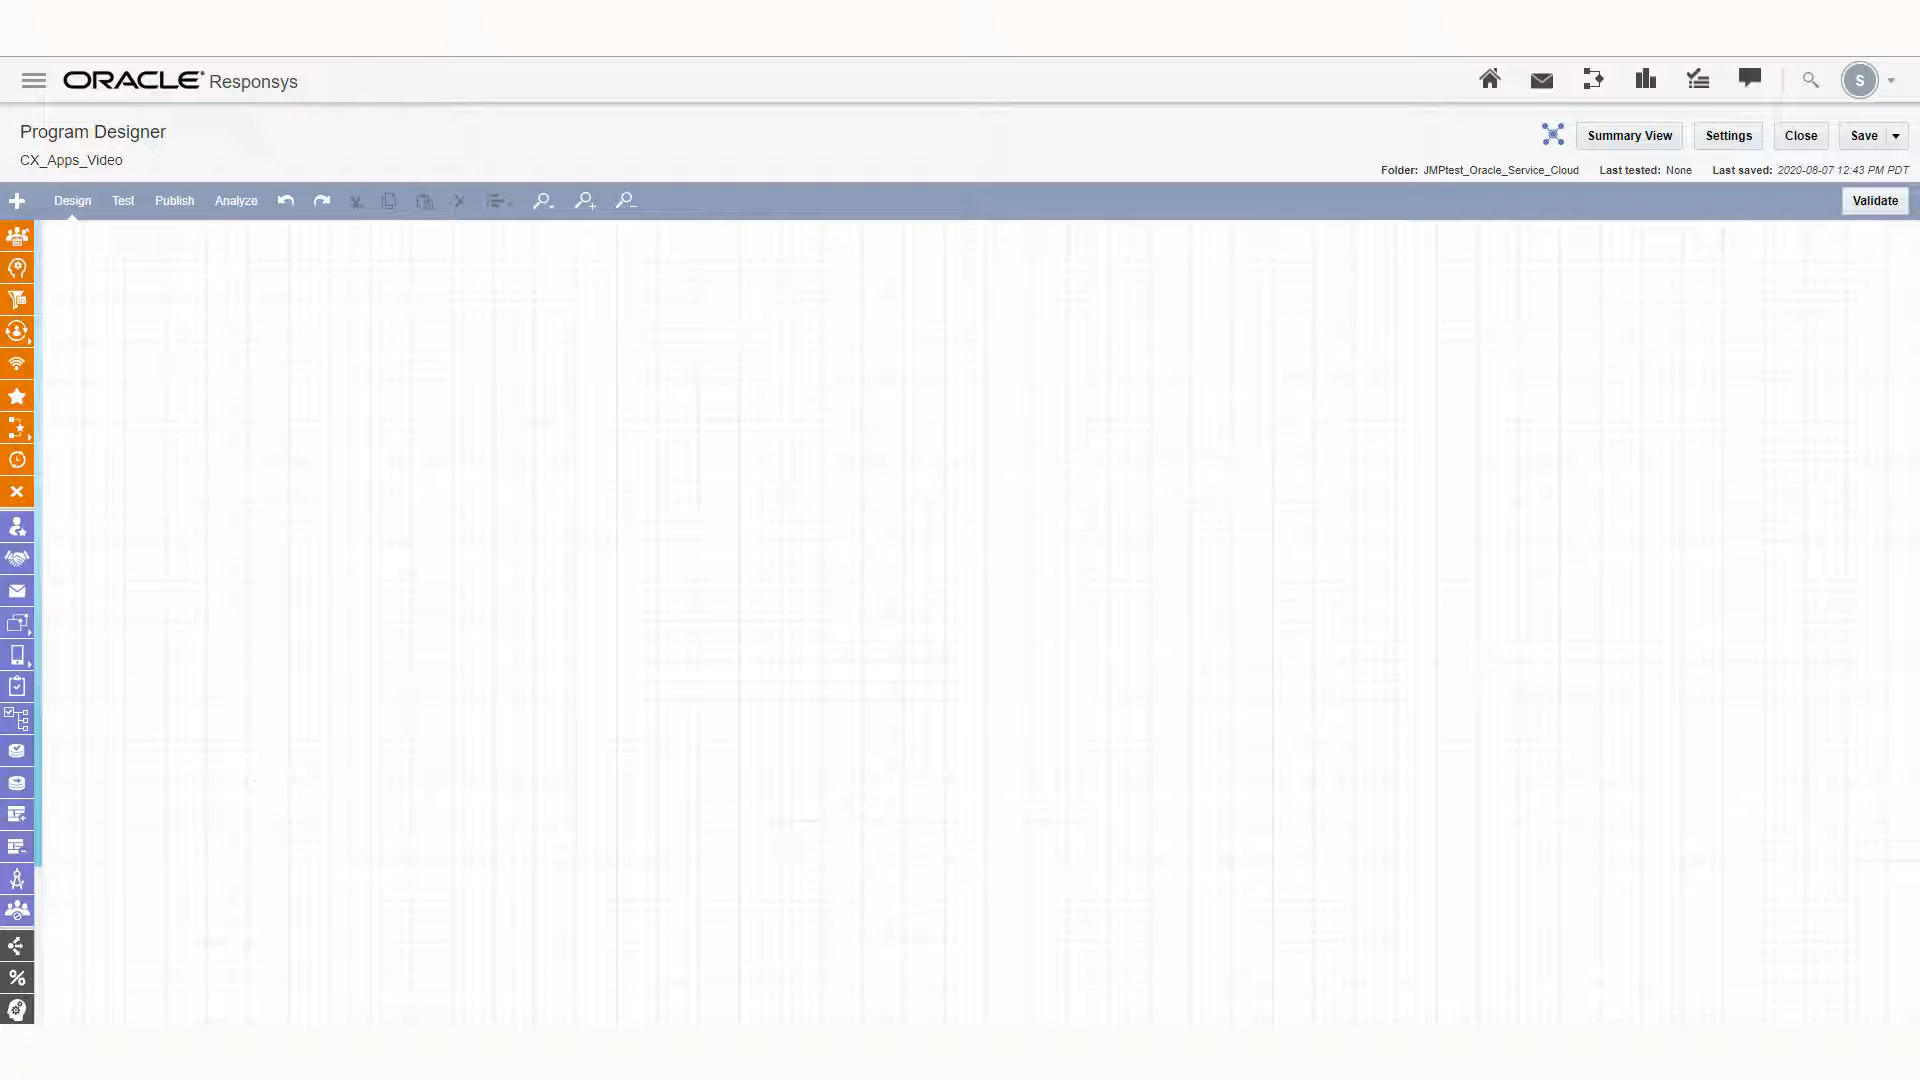 ORACLE Responsys
S
Program Designer
Summary View Settings Close Save
CX_Apps_Video
Folder: JMPtest_Oracle_Service_Cloud Last tested: None Last saved: 2020-08-07 12:43 PM PDT
Design Test Publish Analyze Validate